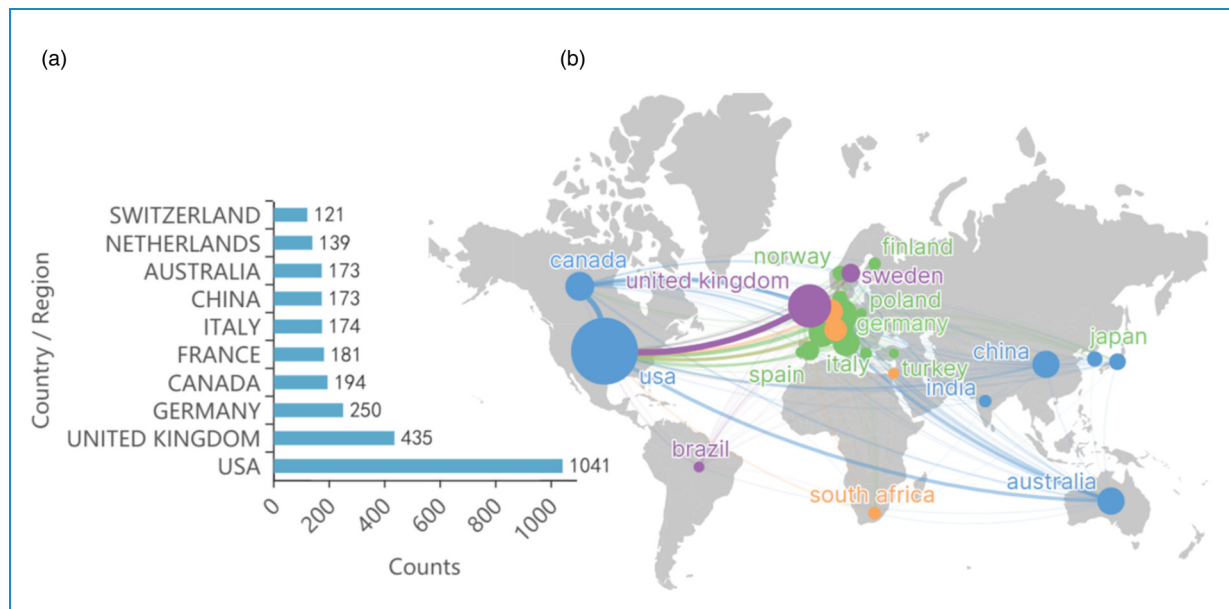 (a)
(b)
Country / Region
SWITZERLAND 121
NETHERLANDS 139
AUSTRALIA 173
CHINA 173
ITALY 174
FRANCE 181
CANADA 194
GERMANY 250
UNITED KINGDOM 435
USA 1041
0 200 400 600 800 1000
Counts
norway
finland
canada
united kingdom
sweden
poland
germany
japan
china
usa
spain
italy
turkey
india
brazil
south africa
australia